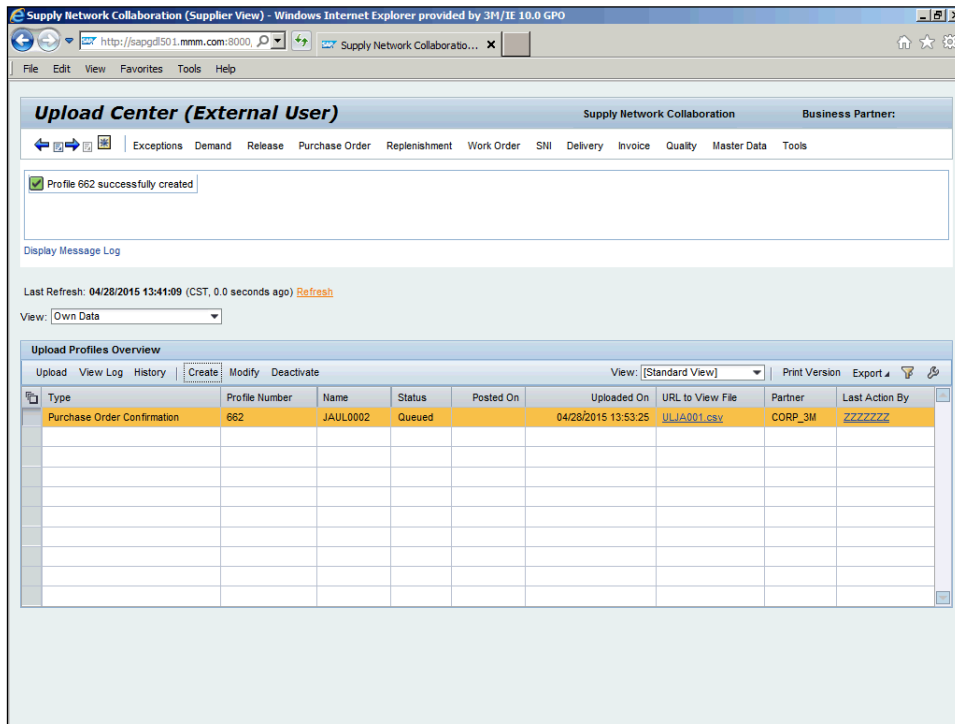 Supply Network Collaboration (Supplier View) - Windows Internet Explorer provided by 3M/IE 10.0 GPO
http://sapgdl501.mmm.com:8000, Supply Network Collaboratio... X
File Edit View Favorites Tools Help
Upload Center (External User) Supply Network Collaboration Business Partner:
Exceptions Demand Release Purchase Order Replenishment Work Order SNI Delivery Invoice Quality Master Data Tools
Profile 662 successfully created
Display Message Log
Last Refresh: 04/28/2015 13:41:09 (CST, 0.0 seconds ago) Refresh
View: Own Data
Upload Profiles Overview
Upload View Log History | Create Modify Deactivate View: [Standard View] | Print Version Export
Type Profile Number Name Status Posted On Uploaded On URL to View File Partner Last Action By
Purchase Order Confirmation 662 JAUL0002 Queued 04/28/2015 13:53:25 ULJA001.csv CORP_3M ZZZZZZZ